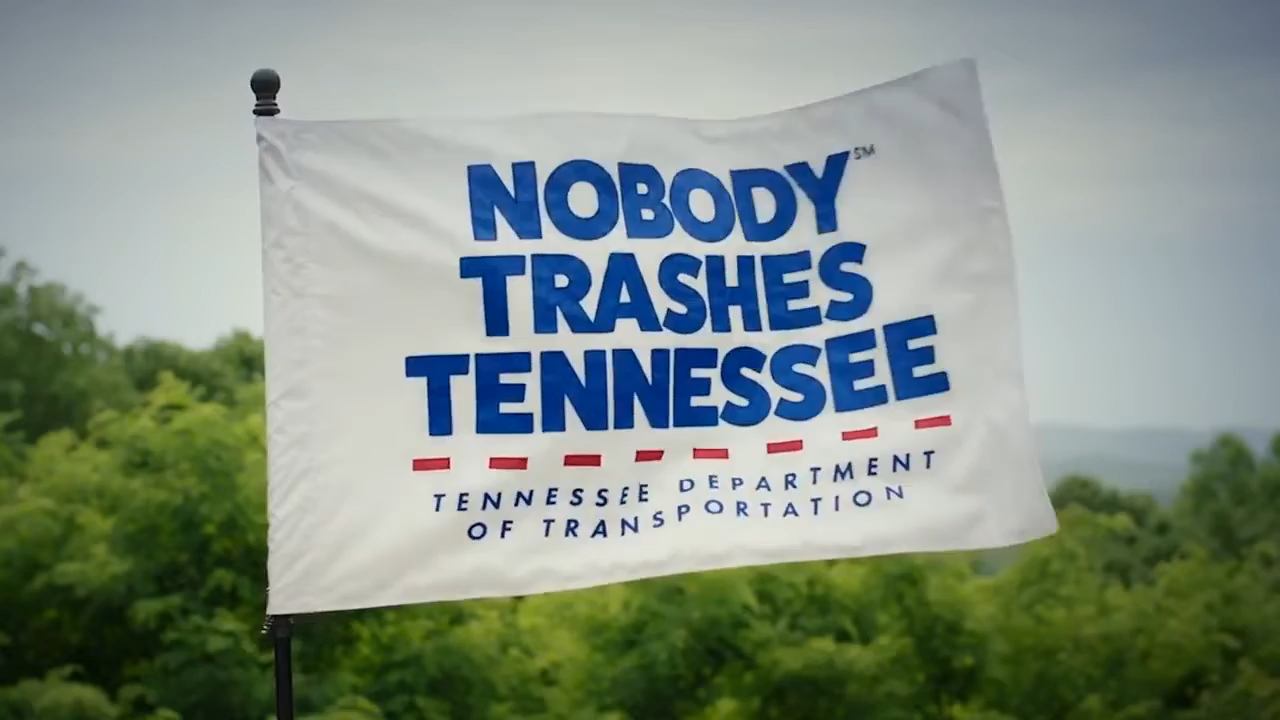 NOBODY℠
TRASHES
TENNESSEE
TENNESSEE DEPARTMENT
OF TRANSPORTATION